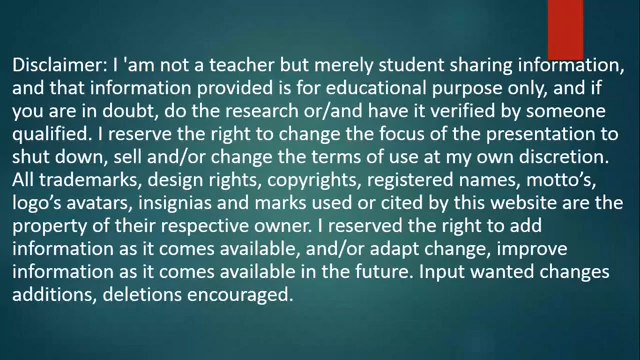 Disclaimer: I 'am not a teacher but merely student sharing information,
and that information provided is for educational purpose only, and if
you are in doubt, do the research or/and have it verified by someone
qualified. I reserve the right to change the focus of the presentation to
shut down, sell and/or change the terms of use at my own discretion.
All trademarks, design rights, copyrights, registered names, motto's,
logo's avatars, insignias and marks used or cited by this website are the
property of their respective owner. I reserved the right to add
information as it comes available, and/or adapt change, improve
information as it comes available in the future. Input wanted changes
additions, deletions encouraged.